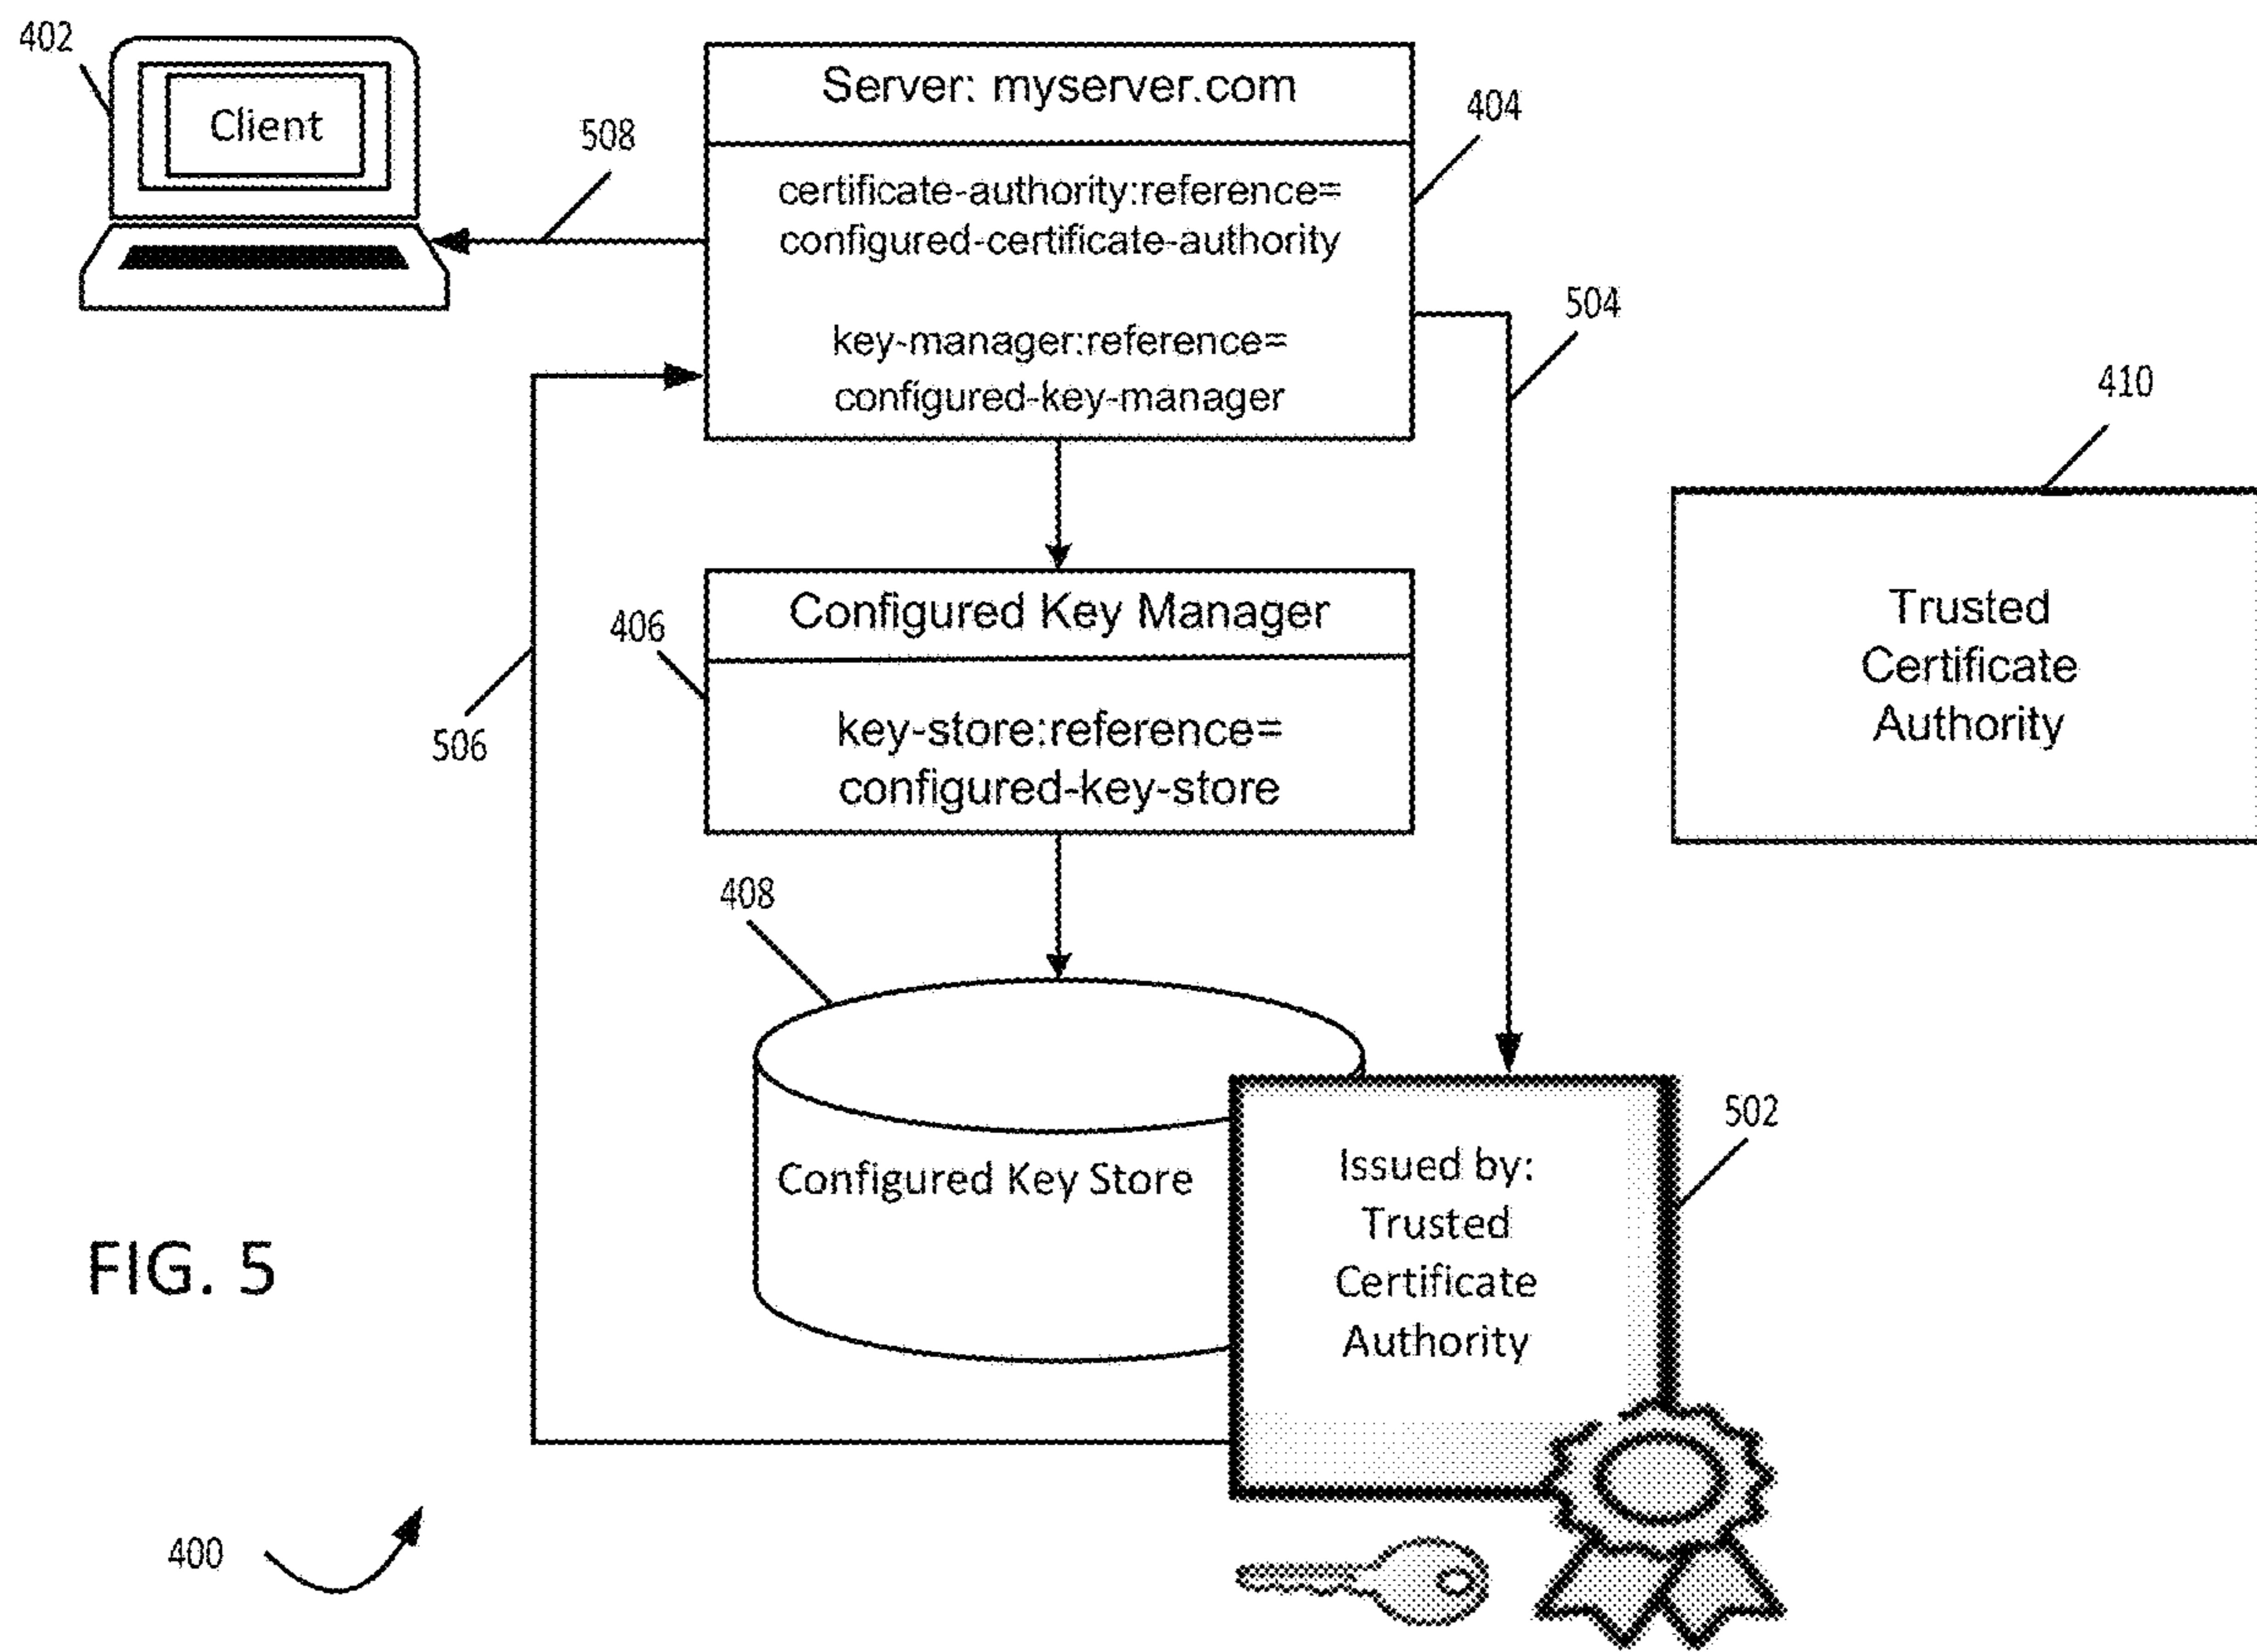 402
Client
508
Server: myserver.com
404
certificate-authority:reference=
configured-certificate-authority
504
key-manager:reference=
configured-key-manager
410
Trusted
Certificate
Authority
506
406
Configured Key Manager
key-store:reference=
configured-key-store
408
Configured Key Store
502
Issued by:
Trusted
Certificate
Authority
FIG. 5
400